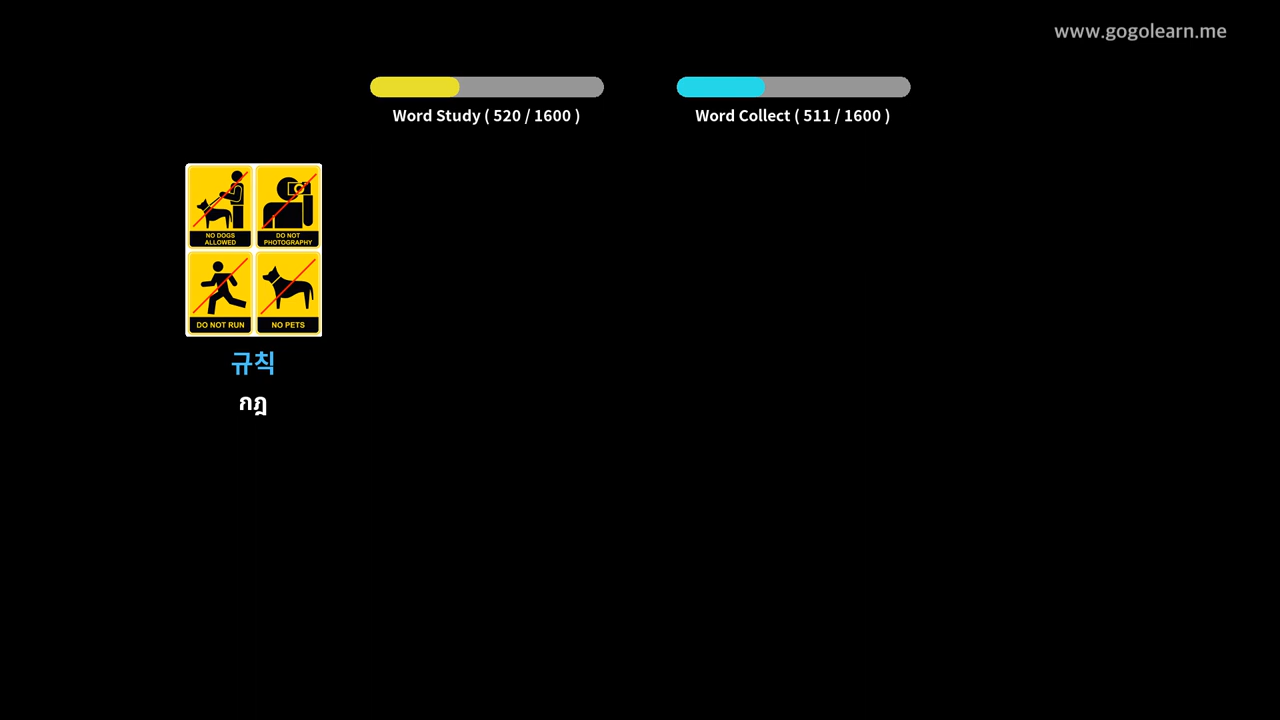 www.gogolearn.me
Word Study ( 520 / 1600 )
Word Collect ( 511 / 1600 )
NO DOGS
ALLOWED
DO NOT
PHOTOGRAPHY
DO NOT RUN
NO PETS
규칙
กฎ